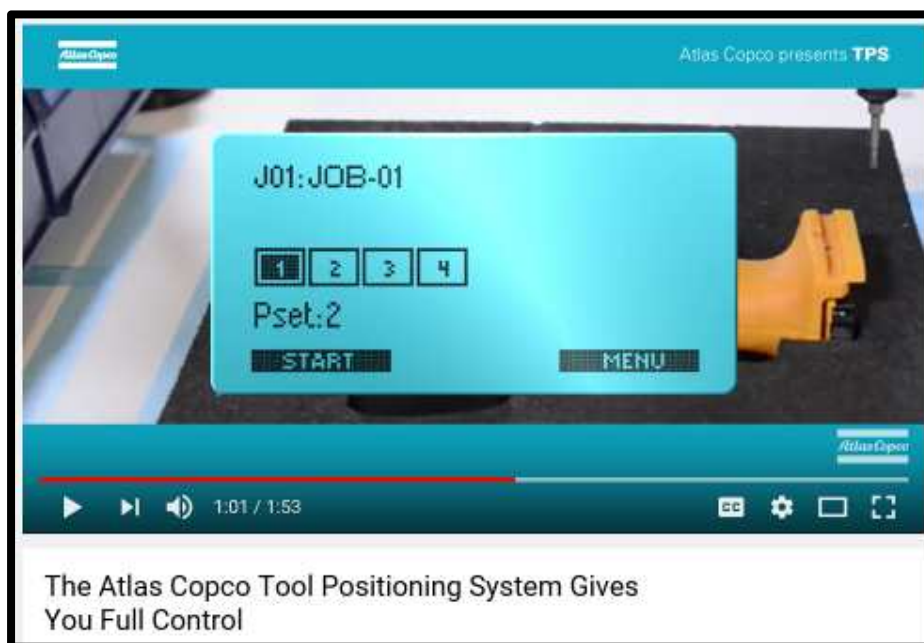 Atlas Copco
Atlas Copco presents TPS
J01:JOB-01
1 2 3 4
Pset:2
START MENU
Atlas Copco
1:01 / 1:53
CC
The Atlas Copco Tool Positioning System Gives
You Full Control